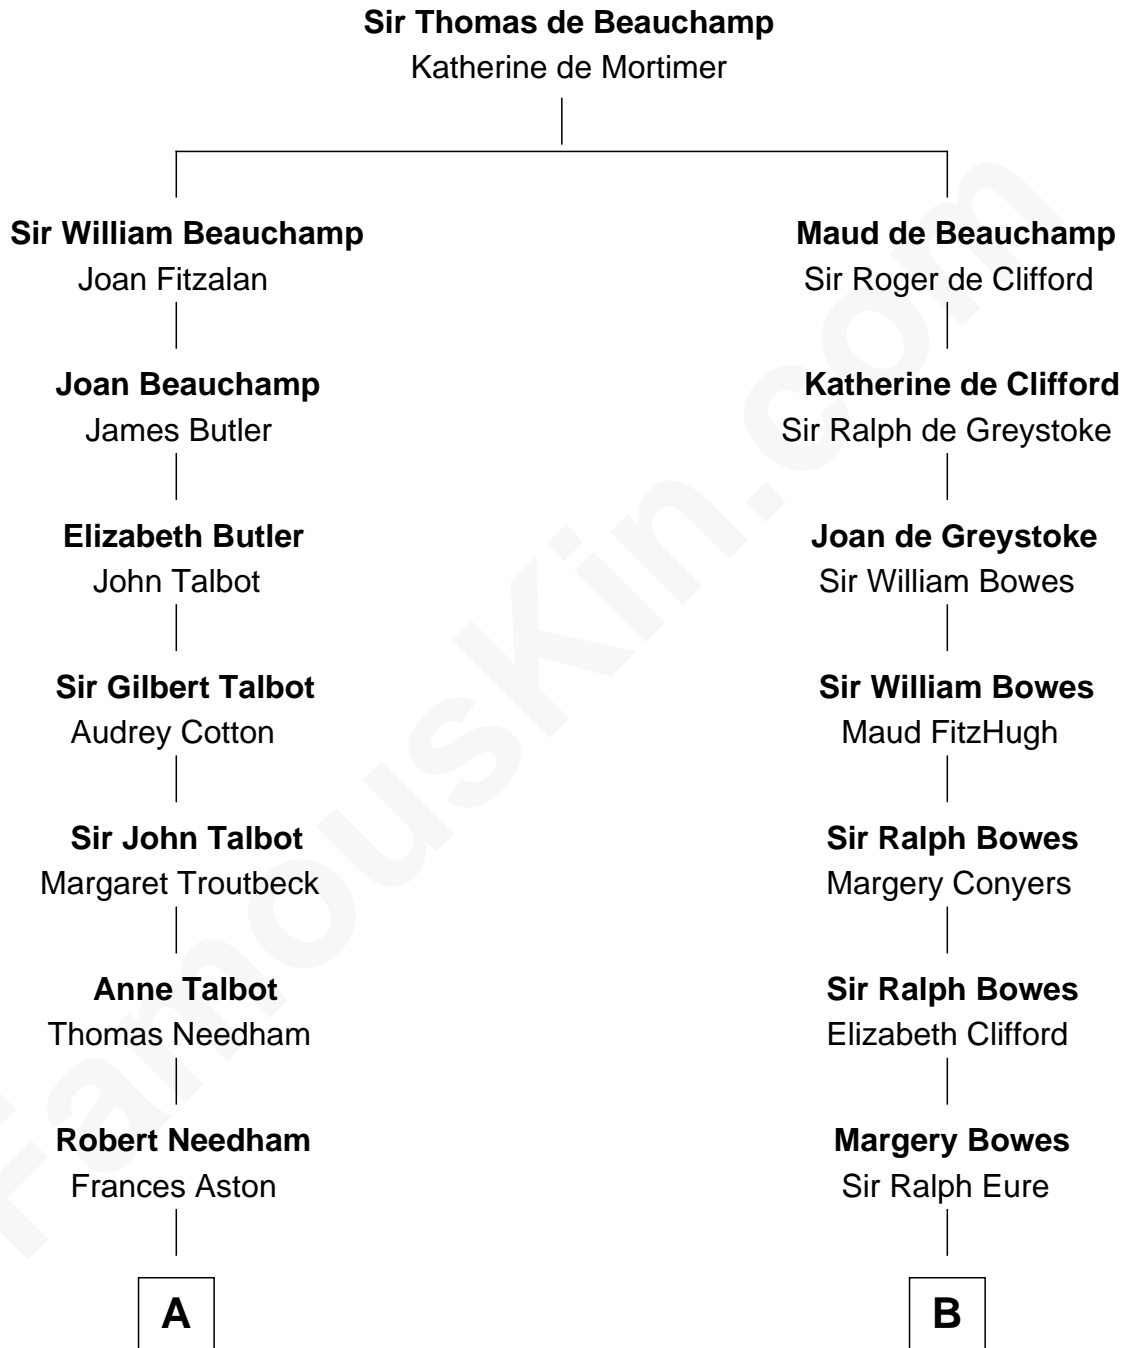 Sir Thomas de Beauchamp
Katherine de Mortimer
Sir William Beauchamp
Joan Fitzalan
Maud de Beauchamp
Sir Roger de Clifford
Joan Beauchamp
James Butler
Katherine de Clifford
Sir Ralph de Greystoke
Elizabeth Butler
John Talbot
Joan de Greystoke
Sir William Bowes
Sir Gilbert Talbot
Audrey Cotton
Sir William Bowes
Maud FitzHugh
Sir John Talbot
Margaret Troutbeck
Sir Ralph Bowes
Margery Conyers
Anne Talbot
Thomas Needham
Sir Ralph Bowes
Elizabeth Clifford
Robert Needham
Frances Aston
Margery Bowes
Sir Ralph Eure
A
B
FamousKin.com